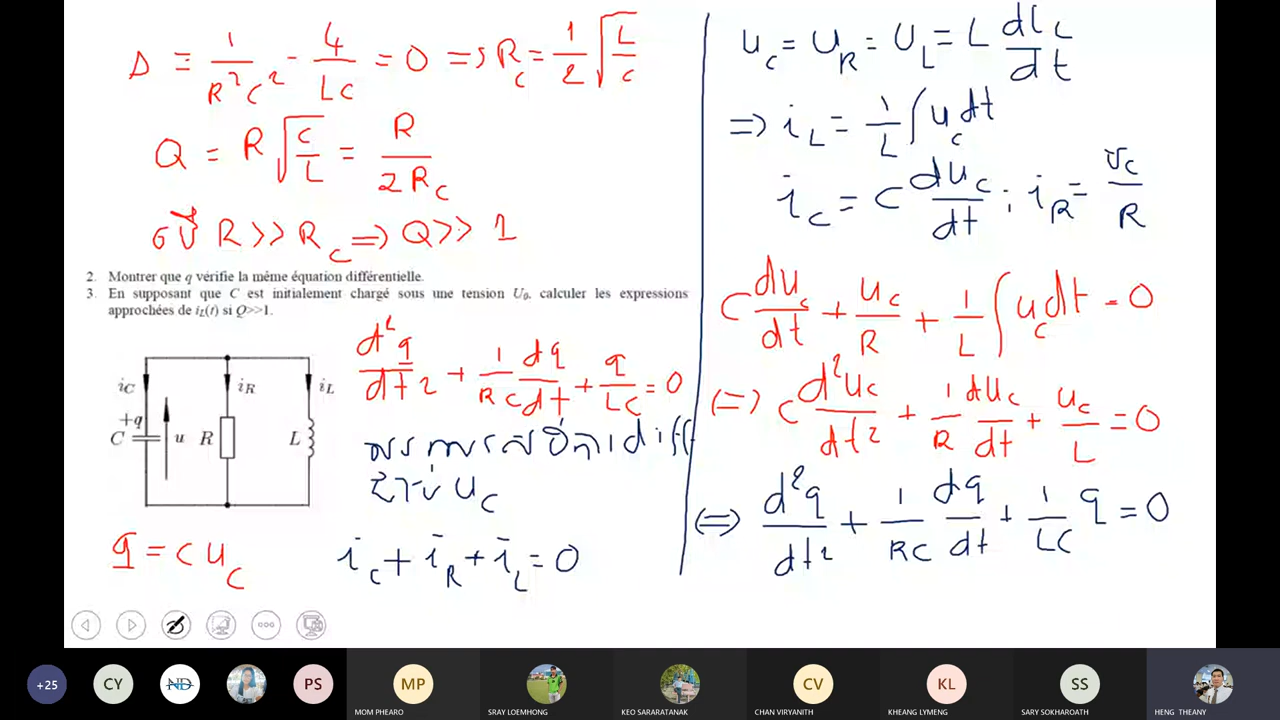 Δ = 1/(R²C²) - 4/(LC) = 0 ⇒ R_C = 1/2 √(L/C)
Q = R √(C/L) = R/(2R_C)
R >> R_C ⇒ Q >> 1
2. Montrer que q vérifie la même équation différentielle.
3. En supposant que C est initialement chargé sous une tension U₀, calculer les expressions
approchées de i_L(t) si Q>>1.
d²q/dt² + 1/(RC) dq/dt + q/(LC) = 0
diff
u_C
i_C i_R i_L
+q
C u R L
q = C u_C
i_C + i_R + i_L = 0
u_C = U_R = U_L = L di_L/dt
⇒ i_L = 1/L ∫ u_C dt
i_C = C du_C/dt ; i_R = v_C/R
C du_C/dt + u_C/R + 1/L ∫ u_C dt = 0
⇔ C d²u_C/dt² + 1/R du_C/dt + u_C/L = 0
⇔ d²q/dt² + 1/(RC) dq/dt + 1/(LC) q = 0
+25 CY ND PS MP CV KL SS
MOM PHEARO SRAY LOEMHONG KEO SARARATANAK CHAN VIRYANITH KHEANG LYMENG SARY SOKHAROATH HENG THEANY